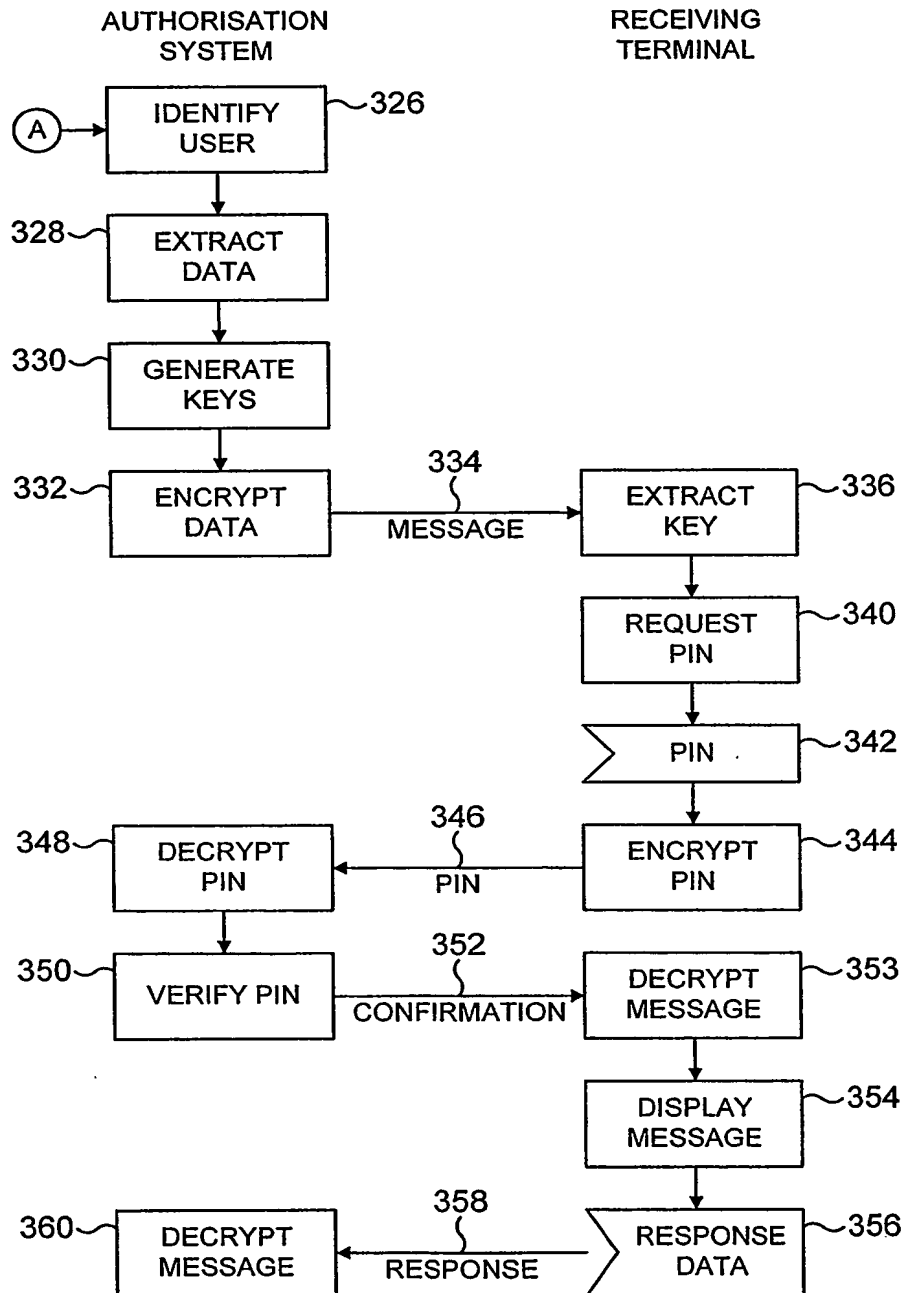 AUTHORISATION
SYSTEM
RECEIVING
TERMINAL
A
IDENTIFY
USER
326
328
EXTRACT
DATA
330
GENERATE
KEYS
332
ENCRYPT
DATA
334
MESSAGE
EXTRACT
KEY
336
REQUEST
PIN
340
PIN
342
348
DECRYPT
PIN
346
PIN
ENCRYPT
PIN
344
350
VERIFY PIN
352
CONFIRMATION
DECRYPT
MESSAGE
353
DISPLAY
MESSAGE
354
360
DECRYPT
MESSAGE
358
RESPONSE
RESPONSE
DATA
356